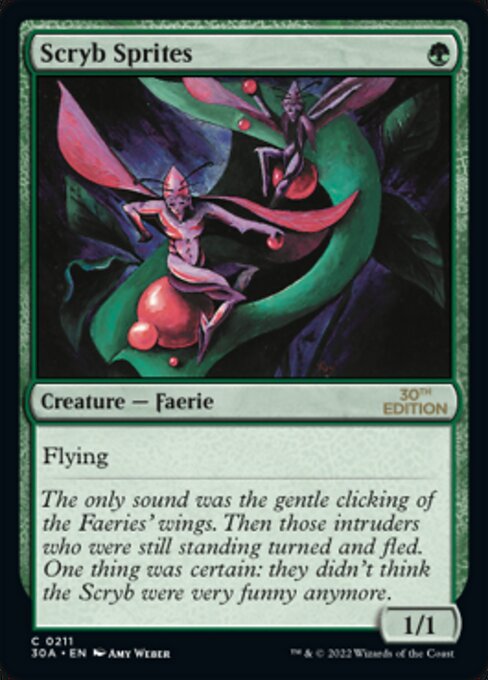 Scryb Sprites
Creature — Faerie
30TH
EDITION
Flying
The only sound was the gentle clicking of
the Faeries' wings. Then those intruders
who were still standing turned and fled.
One thing was certain: they didn't think
the Scryb were very funny anymore.
1/1
C 0211
30A • EN Amy Weber
™ & © 2022 Wizards of the Coast